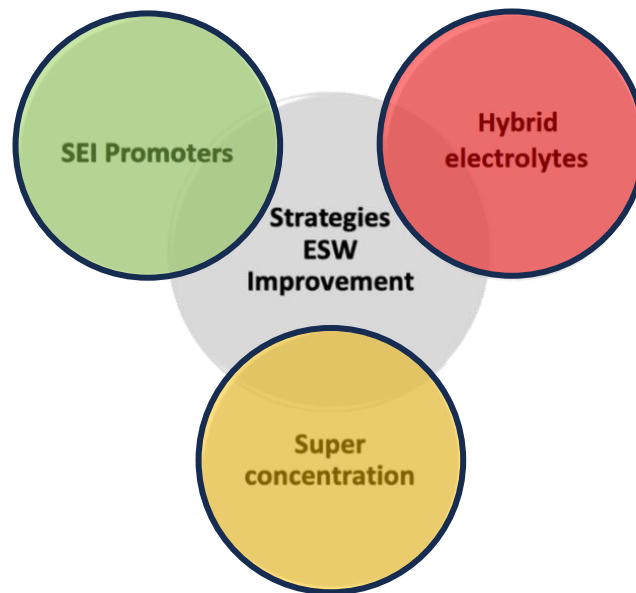 SEI Promoters
Hybrid
electrolytes
Strategies
ESW
Improvement
Super
concentration